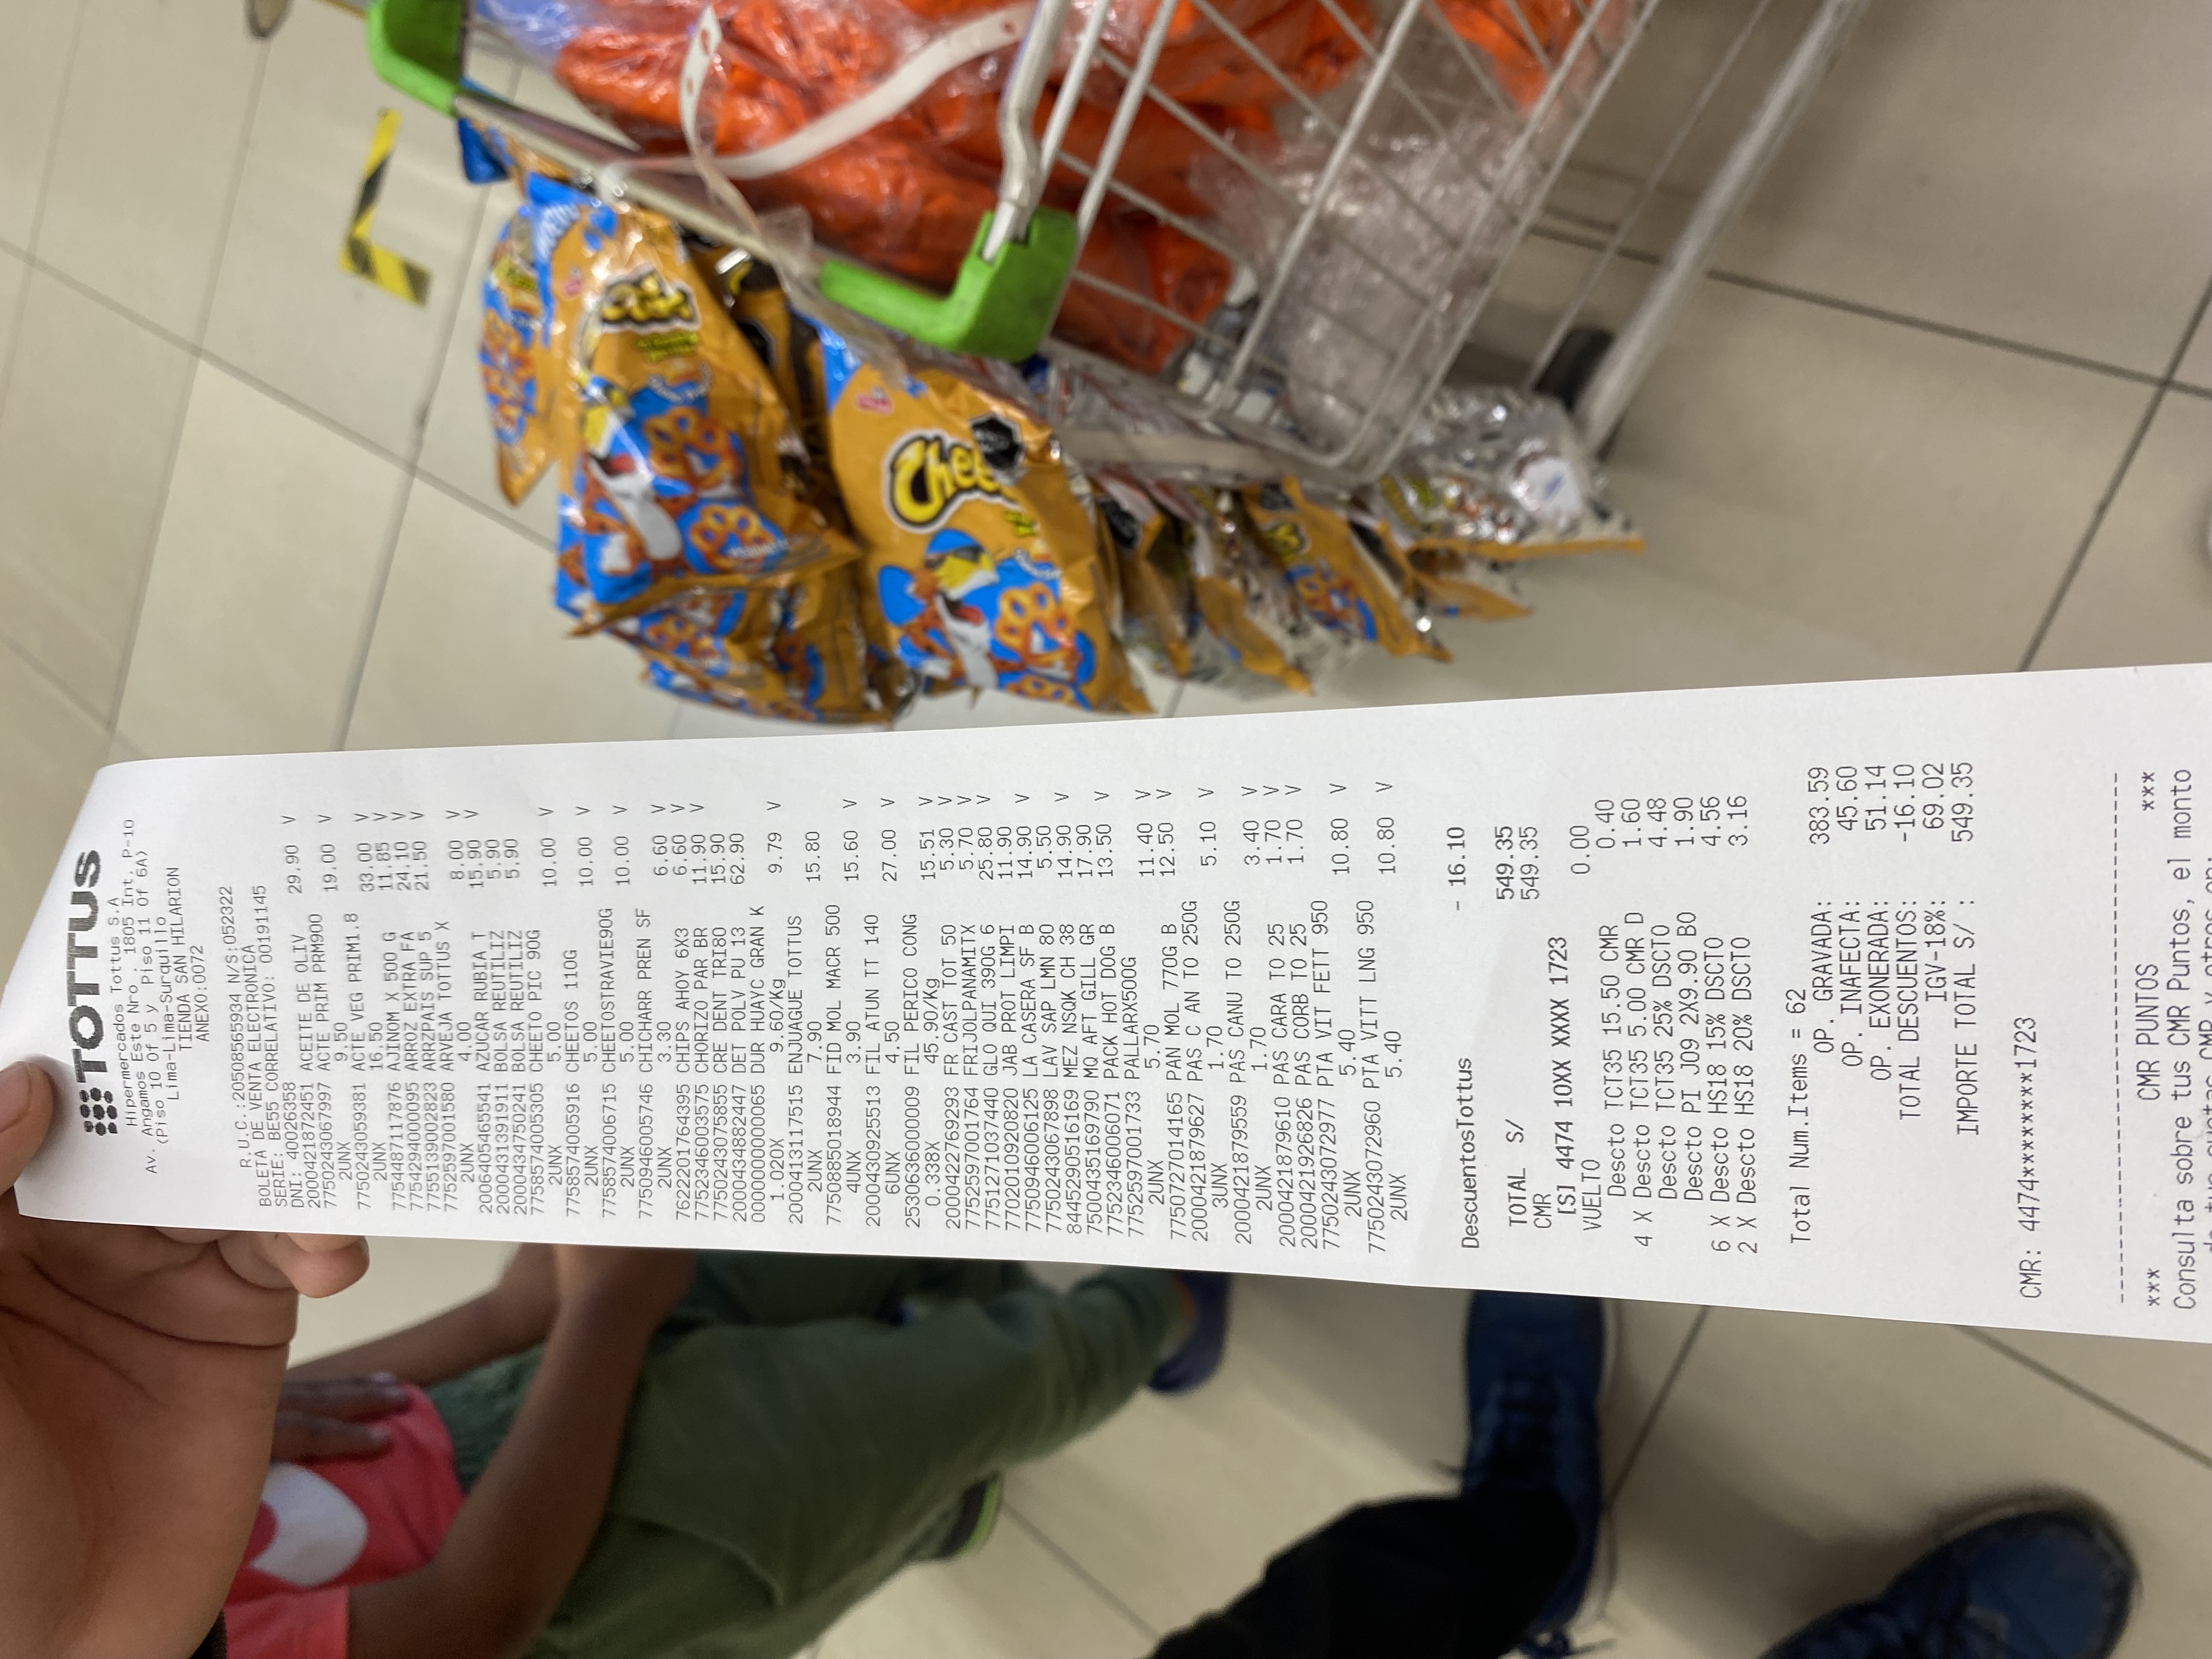 TOTTUS
Hipermercados Tottus S.A
Av. Angamos Este Nro . 1805 Int. P-10
(Piso 10 Of 5 y Piso 11 Of 6A)
Lima-Lima-Surquillo
TIENDA SAN HILARION
ANEXO:0072
R.U.C.:20508565934 N/S:052322
BOLETA DE VENTA ELECTRONICA
SERIE: BE55 CORRELATIVO: 00191145
DNI: 40026358
2000421872451 ACEITE DE OLIV 29.90 V
7750243067997 ACTE PRIM PRM900
2UNX 9.50 19.00 V
7750243059381 ACTE VEG PRIM1.8
2UNX 16.50 33.00 V
7754487117876 AJINOM X 500 G 11.85 V
7754294000095 ARROZ EXTRA FA 24.10 V
7755139002823 ARRZPAIS SUP 5 21.50 V
7752597001580 ARVEJA TOTTUS X
2UNX 4.00 8.00 V
2006405465541 AZUCAR RUBIA T 15.90 V
2000431391911 BOLSA REUTILIZ 5.90
2000434750241 BOLSA REUTILIZ 5.90
7758574005305 CHEETO PIC 90G
2UNX 5.00 10.00 V
7758574005916 CHEETOS 110G
2UNX 5.00 10.00 V
7758574006715 CHEETOSTRAVIE90G
2UNX 5.00 10.00 V
7750946005746 CHICHARR PREN SF
2UNX 3.30 6.60 V
7622201764395 CHIPS AHOY 6X3 6.60 V
7752346003575 CHORIZO PAR BR 11.90 V
7750243075855 CRE DENT TRI80 15.90
2000434882447 DET POLV PU 13 62.90
0000000000065 DUR HUAYC GRAN K
1.020X 9.60/Kg 9.79 V
2000413117515 ENJUAGUE TOTTUS
2UNX 7.90 15.80
7750885018944 FID MOL MACR 500
4UNX 3.90 15.60 V
2000430925513 FIL ATUN TT 140
6UNX 4.50 27.00 V
2530636000009 FIL PERICO CONG
0.338X 45.90/Kg 15.51 V
2000422769293 FR CAST TOT 50 5.30 V
7752597001764 FRIJOLPANAMITX 5.70 V
7751271037440 GLO QUI 390G 6 25.80 V
7702010920820 JAB PROT LIMPI 11.90
7750946006125 LA CASERA SF B 14.90 V
7750243067898 LAV SAP LMN 80 5.50
8445290516169 MEZ NSQK CH 38 14.90 V
7500435169790 MQ AFT GILL GR 17.90
7752346006071 PACK HOT DOG B 13.50 V
7752597001733 PALLARX500G
2UNX 5.70 11.40 V
7750727014165 PAN MOL 770G B 12.50 V
2000421879627 PAS C AN TO 250G
3UNX 1.70 5.10 V
2000421879559 PAS CANU TO 250G
2UNX 1.70 3.40 V
2000421879610 PAS CARA TO 25 1.70 V
2000421926826 PAS CORB TO 25 1.70 V
7750243072977 PTA VIT FETT 950
2UNX 5.40 10.80 V
7750243072960 PTA VITT LNG 950
2UNX 5.40 10.80 V
DescuentosTottus - 16.10
TOTAL S/ 549.35
CMR 549.35
[S] 4474 10XX XXXX 1723
VUELTO 0.00
Descto TCT35 15.50 CMR 0.40
4 X Descto TCT35 5.00 CMR D 1.60
Descto TCT35 25% DSCTO 4.48
Descto PI J09 2X9.90 BO 1.90
6 X Descto HS18 15% DSCTO 4.56
2 X Descto HS18 20% DSCTO 3.16
Total Num.Items = 62
OP. GRAVADA: 383.59
OP. INAFECTA: 45.60
OP. EXONERADA: 51.14
TOTAL DESCUENTOS: -16.10
IGV-18%: 69.02
IMPORTE TOTAL S/ : 549.35
CMR: 4474********1723
*** CMR PUNTOS ***
Consulta sobre tus CMR Puntos, el monto
de tus cuotas CMR y otros en:
Chee